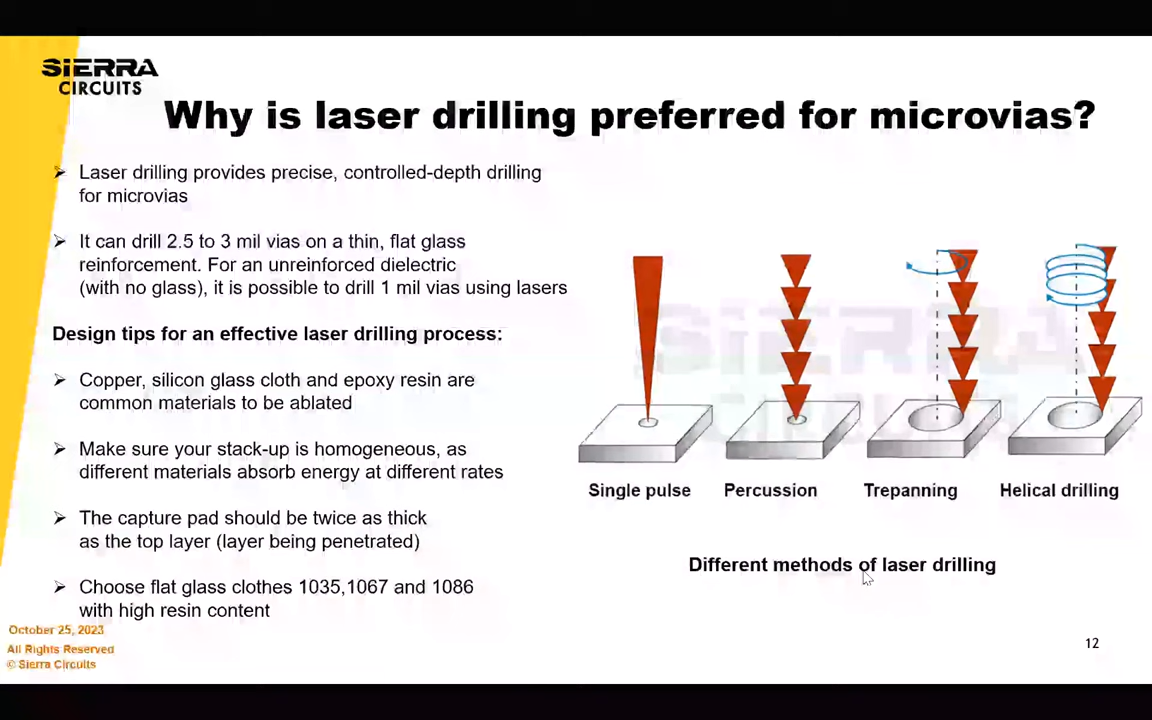 SIERRA
CIRCUITS
Why is laser drilling preferred for microvias?
➢ Laser drilling provides precise, controlled-depth drilling
for microvias
➢ It can drill 2.5 to 3 mil vias on a thin, flat glass
reinforcement. For an unreinforced dielectric
(with no glass), it is possible to drill 1 mil vias using lasers
Design tips for an effective laser drilling process:
➢ Copper, silicon glass cloth and epoxy resin are
common materials to be ablated
➢ Make sure your stack-up is homogeneous, as
different materials absorb energy at different rates
➢ The capture pad should be twice as thick
as the top layer (layer being penetrated)
➢ Choose flat glass clothes 1035,1067 and 1086
with high resin content
SIERRA
CIRCUITS
Single pulse Percussion Trepanning Helical drilling
Different methods of laser drilling
October 25, 2023
All Rights Reserved
© Sierra Circuits
12